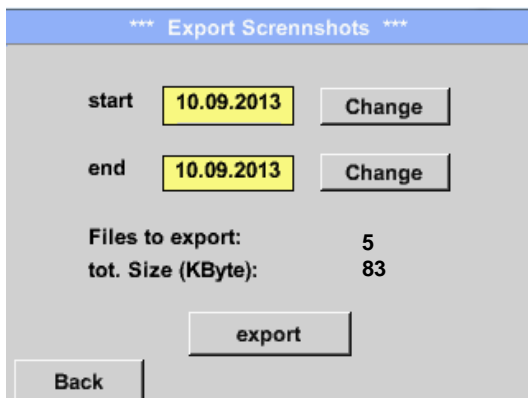 *** Export Scrennshots ***
start 10.09.2013 Change
end 10.09.2013 Change
Files to export: 5
tot. Size (KByte): 83
export
Back